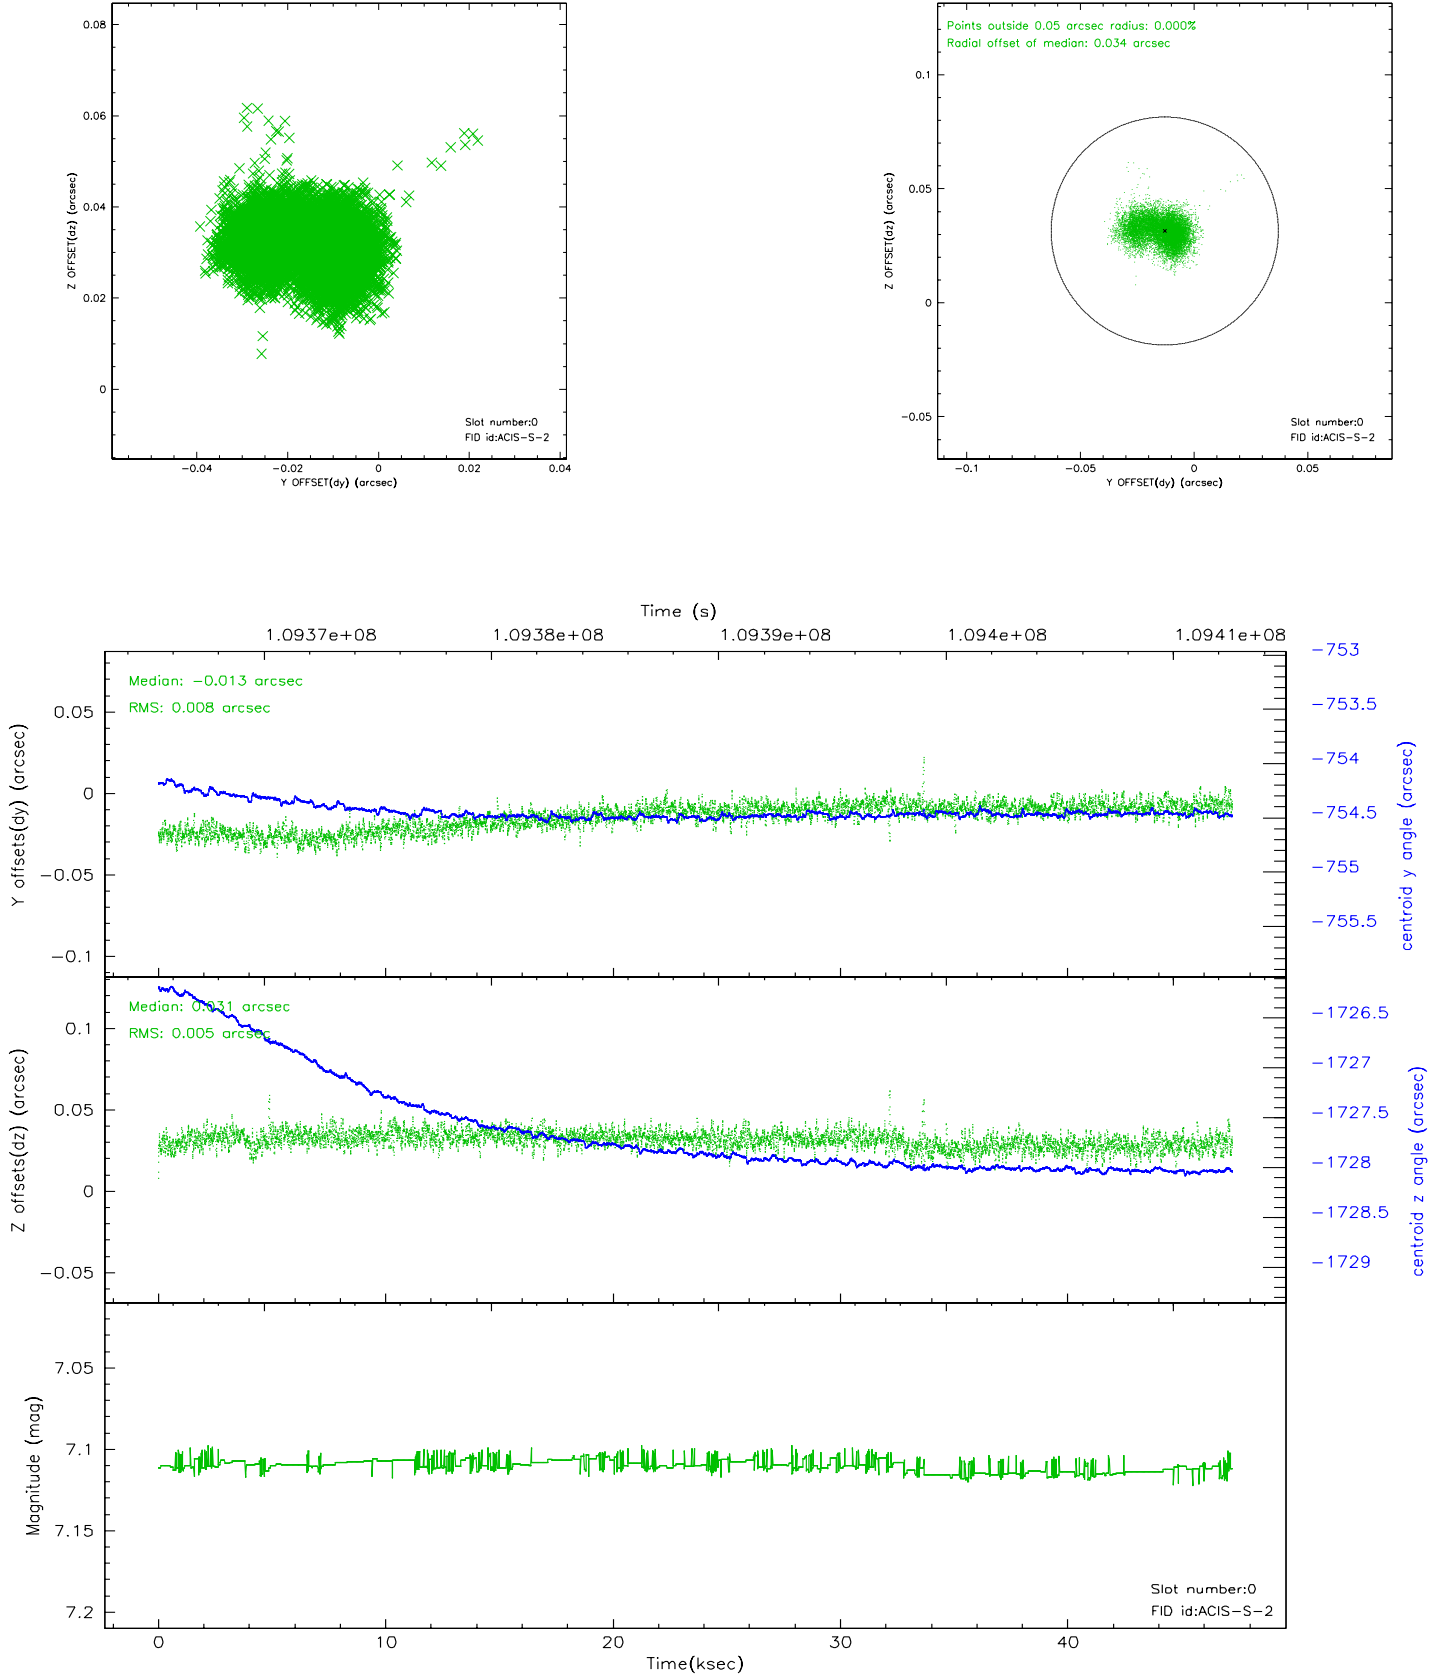 0.08
0.06
0.04
0.02
0
Z OFFSET(dz) (arcsec)
Slot number:0
FID id:ACIS-S-2
-0.04 -0.02 0 0.02 0.04
Y OFFSET(dy) (arcsec)
Points outside 0.05 arcsec radius: 0.000%
Radial offset of median: 0.034 arcsec
0.1
0.05
0
-0.05
Z OFFSET(dz) (arcsec)
Slot number:0
FID id:ACIS-S-2
-0.1 -0.05 0 0.05
Y OFFSET(dy) (arcsec)
Time (s)
1.0937e+08 1.0938e+08 1.0939e+08 1.094e+08 1.0941e+08
Median: -0.013 arcsec
RMS: 0.008 arcsec
0.05
0
-0.05
-0.1
Y offsets(dy) (arcsec)
-753
-753.5
-754
-754.5
-755
-755.5
centroid y angle (arcsec)
Median: 0.031 arcsec
RMS: 0.005 arcsec
0.1
0.05
0
-0.05
Z offsets(dz) (arcsec)
-1726.5
-1727
-1727.5
-1728
-1728.5
-1729
centroid z angle (arcsec)
7.05
7.1
7.15
7.2
Magnitude (mag)
Slot number:0
FID id:ACIS-S-2
0 10 20 30 40
Time(ksec)